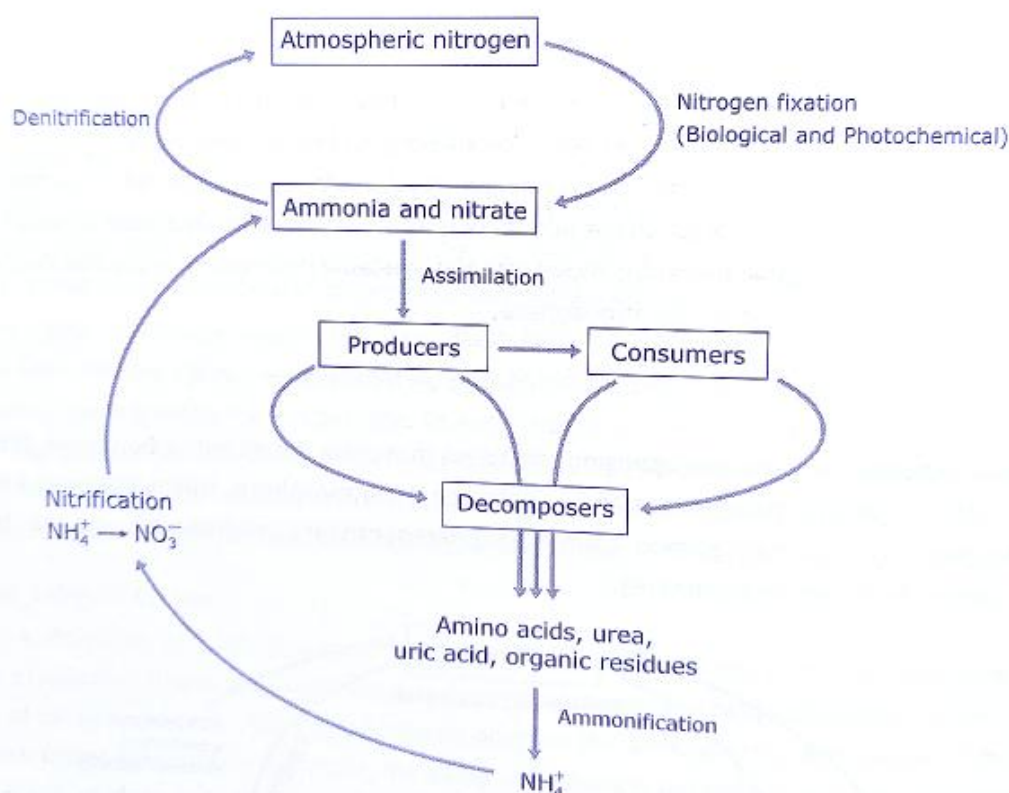 Atmospheric nitrogen
Denitrification
Nitrogen fixation
(Biological and Photochemical)
Ammonia and nitrate
Assimilation
Producers
Consumers
Decomposers
Nitrification
NH₄⁺ → NO₃⁻
Amino acids, urea,
uric acid, organic residues
Ammonification
NH₄⁺